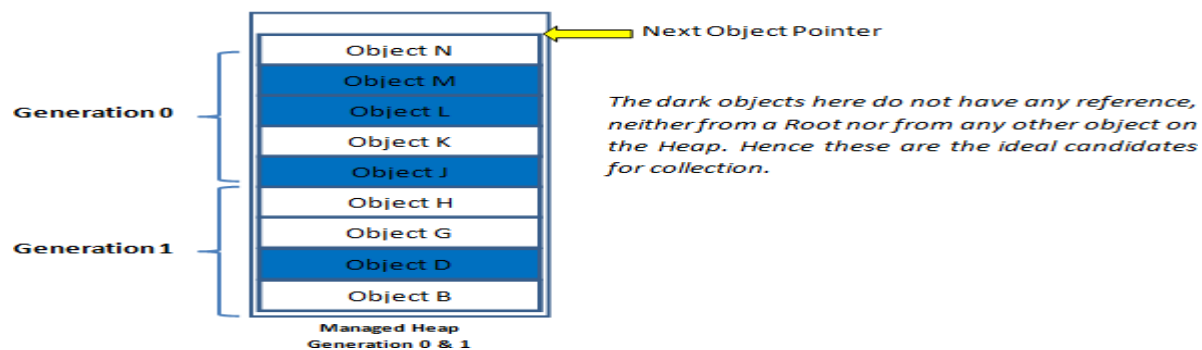 Next Object Pointer
Object N
Object M
Generation 0
Object L
Object K
Object J
The dark objects here do not have any reference,
neither from a Root nor from any other object on
the Heap. Hence these are the ideal candidates
for collection.
Object H
Object G
Generation 1
Object D
Object B
Managed Heap
Generation 0 & 1